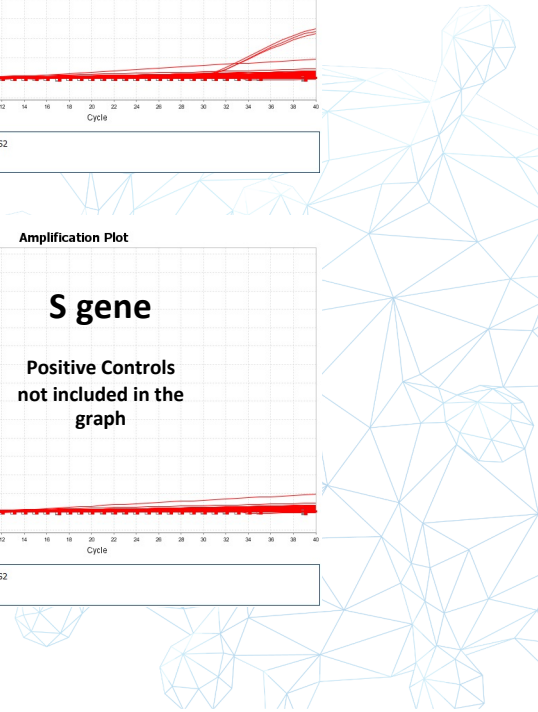 12 14 16 18 20 22 24 26 28 30 32 34 36 38 40
Cycle
S2
Amplification Plot
S gene
Positive Controls
not included in the
graph
12 14 16 18 20 22 24 26 28 30 32 34 36 38 40
Cycle
S2